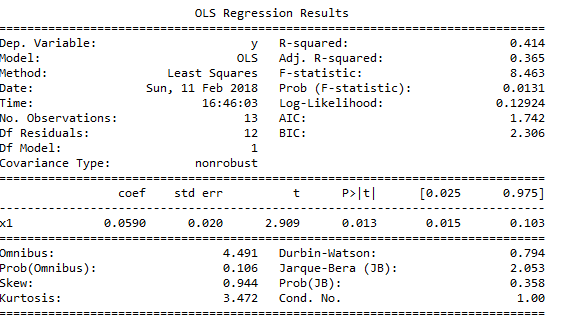 OLS Regression Results
==============================================================================
Dep. Variable: y R-squared: 0.414
Model: OLS Adj. R-squared: 0.365
Method: Least Squares F-statistic: 8.463
Date: Sun, 11 Feb 2018 Prob (F-statistic): 0.0131
Time: 16:46:03 Log-Likelihood: 0.12924
No. Observations: 13 AIC: 1.742
Df Residuals: 12 BIC: 2.306
Df Model: 1
Covariance Type: nonrobust
==============================================================================
coef std err t P>|t| [0.025 0.975]
------------------------------------------------------------------------------
x1 0.0590 0.020 2.909 0.013 0.015 0.103
==============================================================================
Omnibus: 4.491 Durbin-Watson: 0.794
Prob(Omnibus): 0.106 Jarque-Bera (JB): 2.053
Skew: 0.944 Prob(JB): 0.358
Kurtosis: 3.472 Cond. No. 1.00
==============================================================================